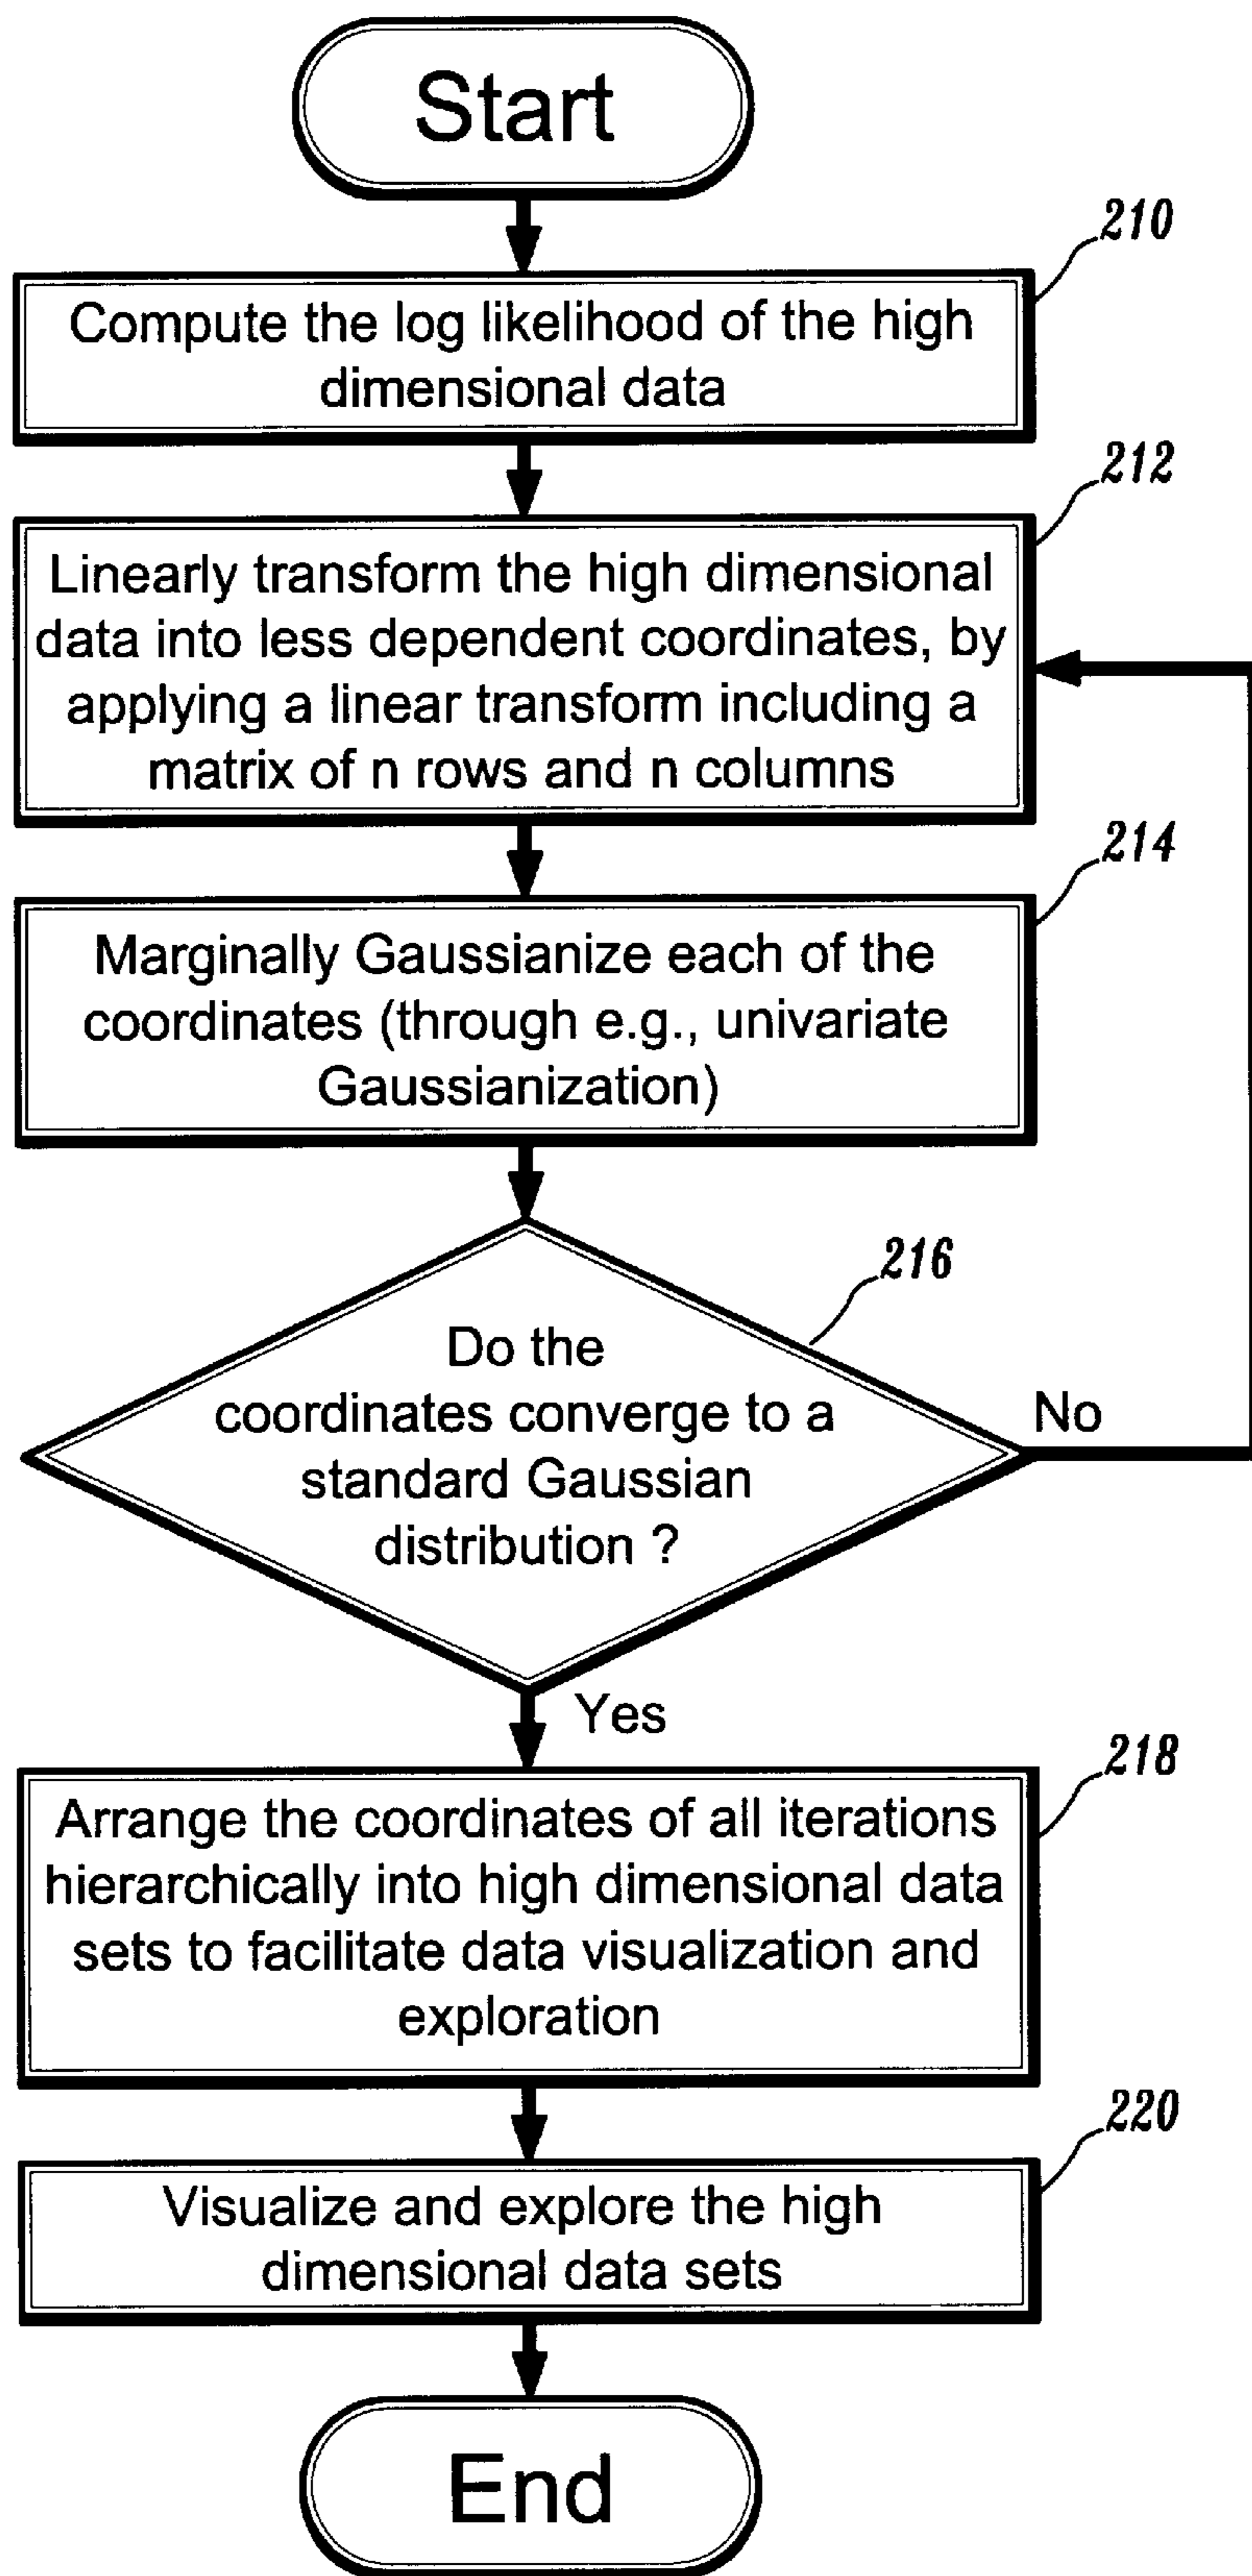 Start
210
Compute the log likelihood of the high
dimensional data
212
Linearly transform the high dimensional
data into less dependent coordinates, by
applying a linear transform including a
matrix of n rows and n columns
214
Marginally Gaussianize each of the
coordinates (through e.g., univariate
Gaussianization)
216
Do the
coordinates converge to a
standard Gaussian
distribution ?
No
Yes
218
Arrange the coordinates of all iterations
hierarchically into high dimensional data
sets to facilitate data visualization and
exploration
220
Visualize and explore the high
dimensional data sets
End